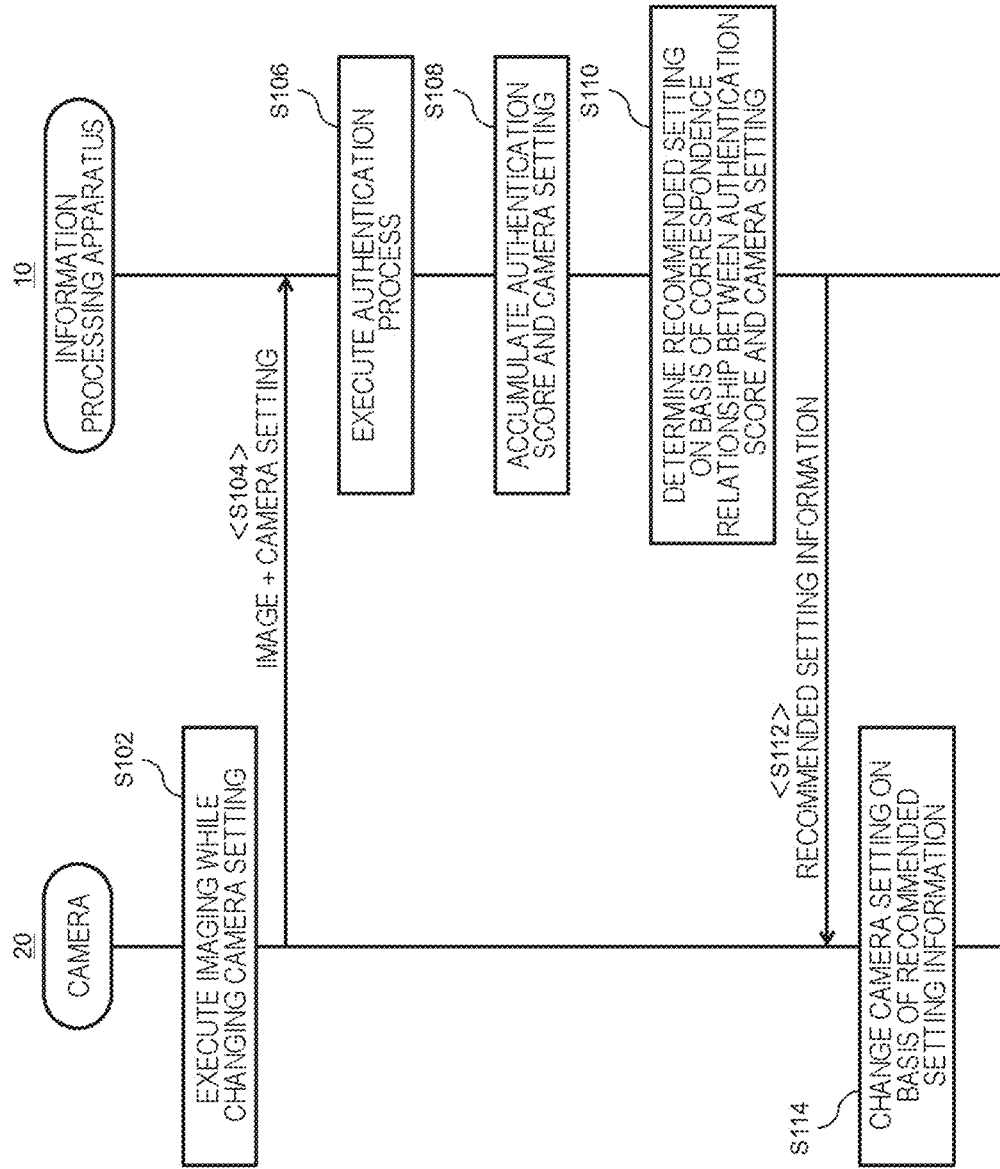 20
CAMERA
10
INFORMATION
PROCESSING APPARATUS
S102
EXECUTE IMAGING WHILE
CHANGING CAMERA SETTING
<S104>
IMAGE + CAMERA SETTING
S106
EXECUTE AUTHENTICATION
PROCESS
S108
ACCUMULATE AUTHENTICATION
SCORE AND CAMERA SETTING
S110
DETERMINE RECOMMENDED SETTING
ON BASIS OF CORRESPONDENCE
RELATIONSHIP BETWEEN AUTHENTICATION
SCORE AND CAMERA SETTING
<S112>
RECOMMENDED SETTING INFORMATION
S114
CHANGE CAMERA SETTING ON
BASIS OF RECOMMENDED
SETTING INFORMATION